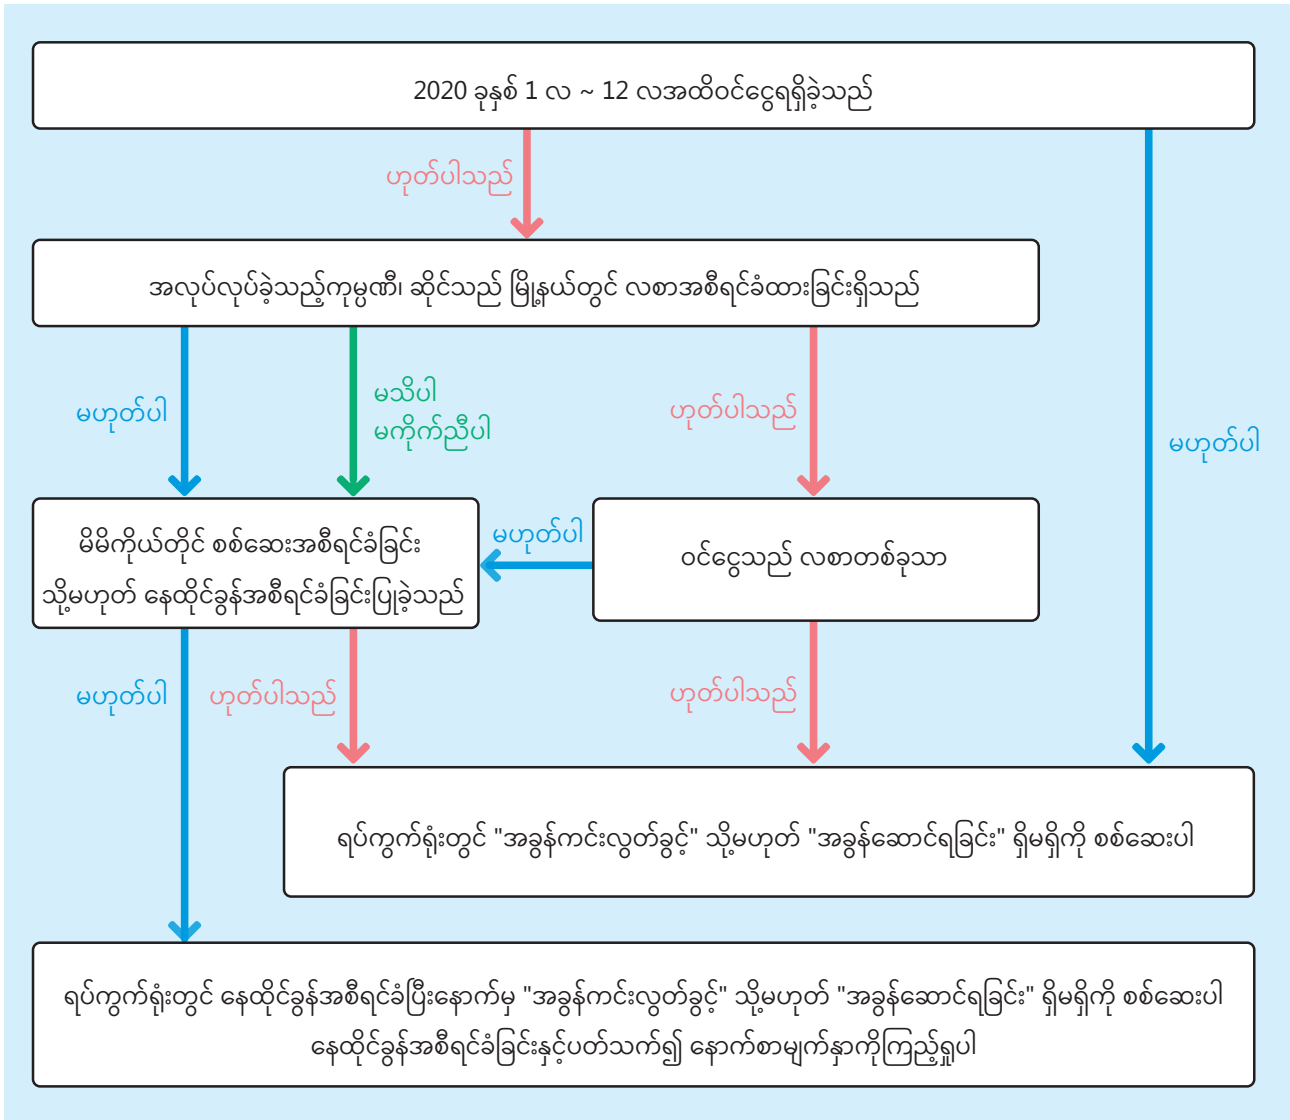 2020 ခုနှစ် 1 လ ~ 12 လအထိဝင်ငွေရရှိခဲ့သည်
ဟုတ်ပါသည်
အလုပ်လုပ်ခဲ့သည့်ကုမ္ပဏီ၊ ဆိုင်သည် မြို့နယ်တွင် လစာအစီရင်ခံထားခြင်းရှိသည်
မဟုတ်ပါ
မသိပါ
မကိုက်ညီပါ
ဟုတ်ပါသည်
မဟုတ်ပါ
မိမိကိုယ်တိုင် စစ်ဆေးအစီရင်ခံခြင်း
သို့မဟုတ် နေထိုင်ခွန်အစီရင်ခံခြင်းပြုခဲ့သည်
မဟုတ်ပါ
ဝင်ငွေသည် လစာတစ်ခုသာ
မဟုတ်ပါ
ဟုတ်ပါသည်
ဟုတ်ပါသည်
ရပ်ကွက်ရုံးတွင် "အခွန်ကင်းလွတ်ခွင့်" သို့မဟုတ် "အခွန်ဆောင်ရခြင်း" ရှိမရှိကို စစ်ဆေးပါ
ရပ်ကွက်ရုံးတွင် နေထိုင်ခွန်အစီရင်ခံပြီးနောက်မှ "အခွန်ကင်းလွတ်ခွင့်" သို့မဟုတ် "အခွန်ဆောင်ရခြင်း" ရှိမရှိကို စစ်ဆေးပါ
နေထိုင်ခွန်အစီရင်ခံခြင်းနှင့်ပတ်သက်၍ နောက်စာမျက်နှာကိုကြည့်ရှုပါ